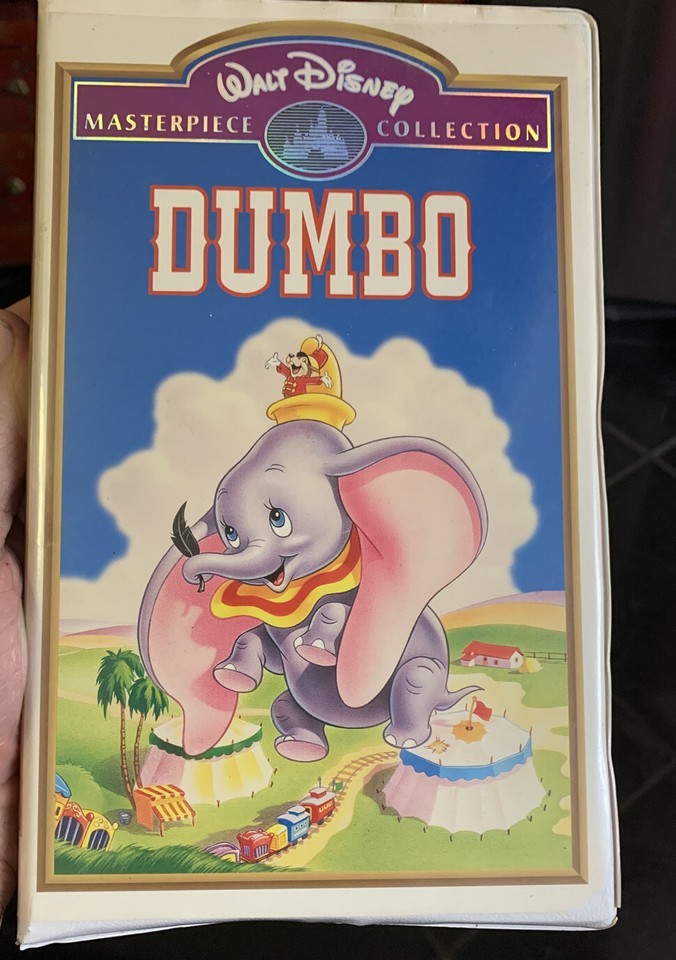 Walt Disney
MASTERPIECE COLLECTION
DUMBO